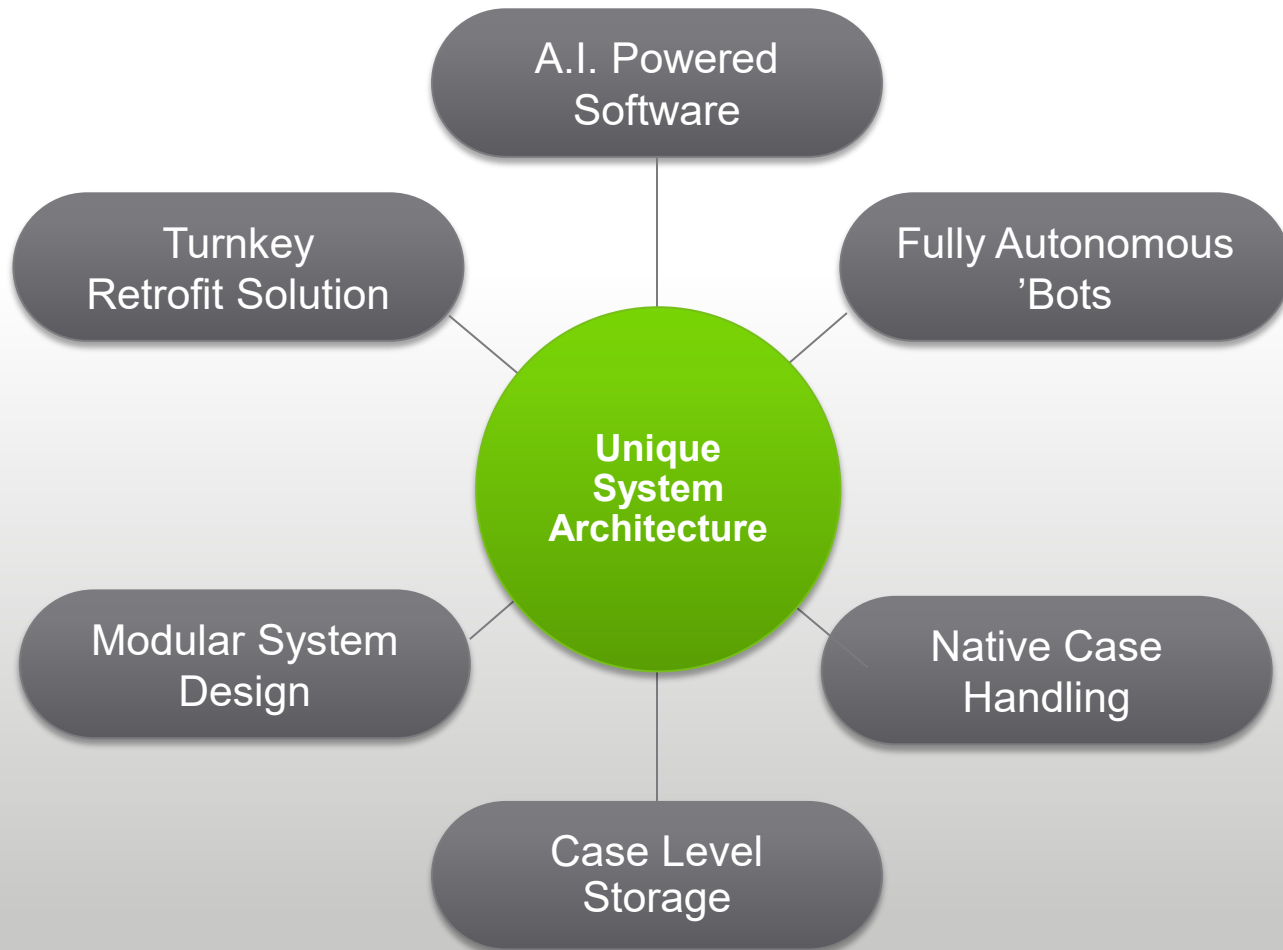 A.I. Powered
Software
Turnkey
Retrofit Solution
Fully Autonomous
’Bots
Unique
System
Architecture
Modular System
Design
Native Case
Handling
Case Level
Storage